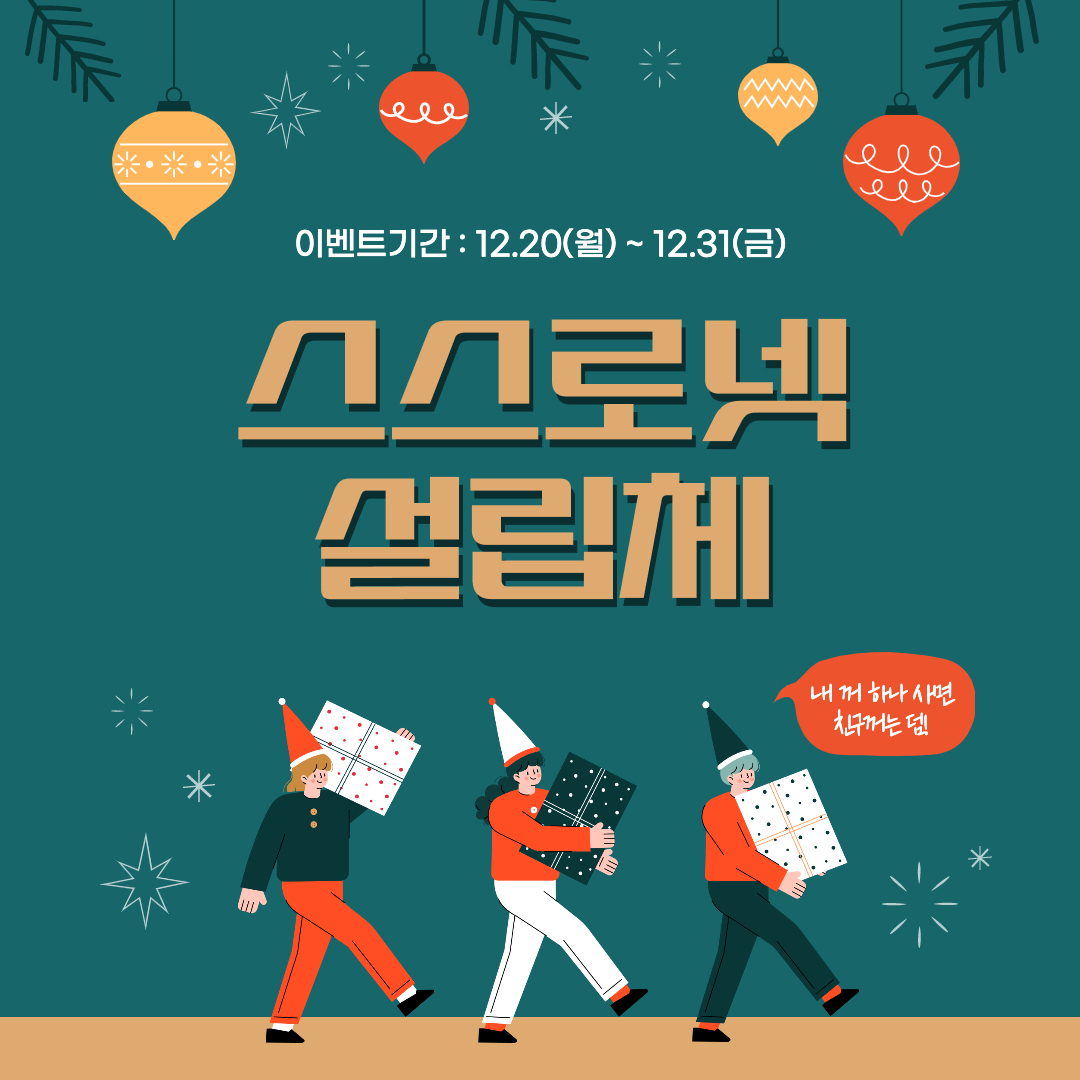 이벤트기간 : 12.20(월) ~ 12.31(금)
스스로넷
설립체
내 꺼 하나 사면
친구꺼는 덤!